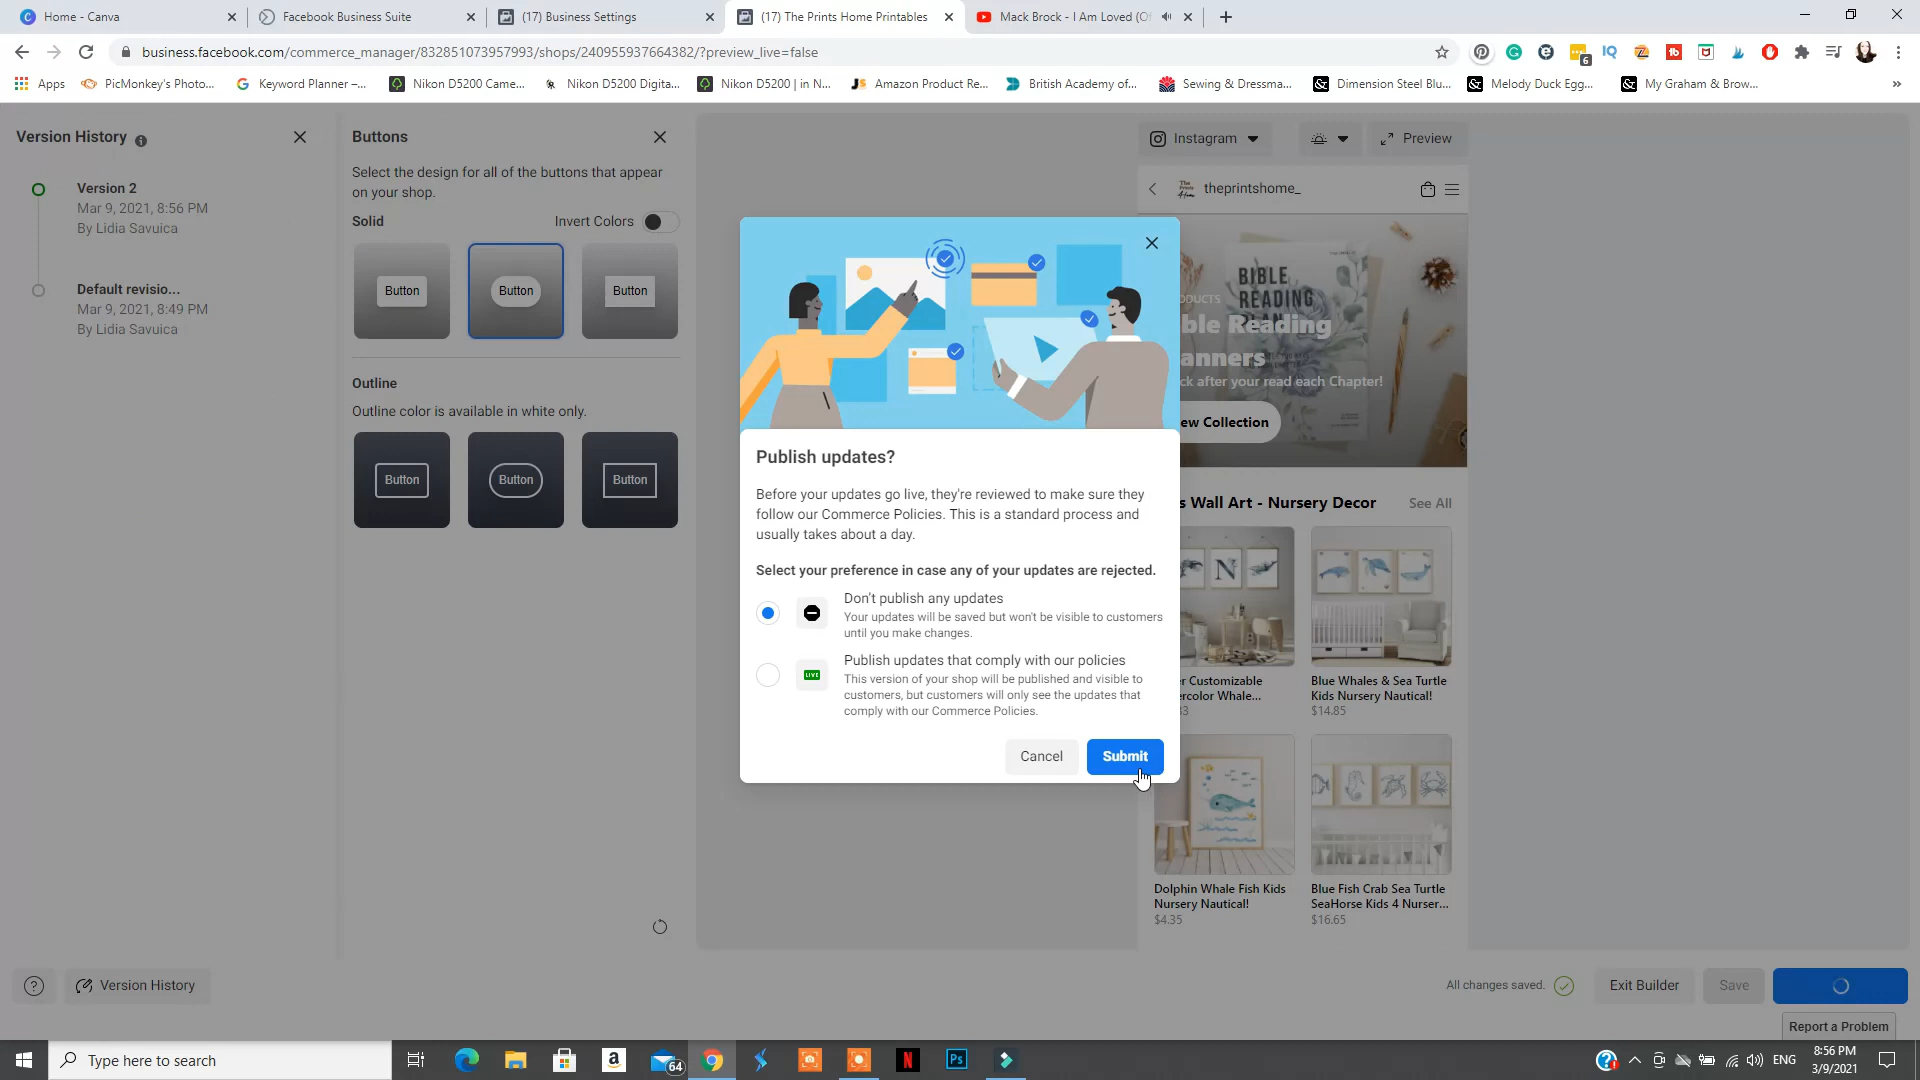 Home - Canva
Facebook Business Suite
(17) Business Settings
(17) The Prints Home Printables
Mack Brock - I Am Loved (O
business.facebook.com/commerce_manager/832851073957993/shops/240955937664382/?preview_live=false
6
Apps
PicMonkey's Photo...
Keyword Planner –...
Nikon D5200 Came...
Nikon D5200 Digita...
Nikon D5200 | in N...
Amazon Product Re...
British Academy of...
Sewing & Dressma...
Dimension Steel Blu...
Melody Duck Egg...
My Graham & Brow...
»
Version History
Version 2
Mar 9, 2021, 8:56 PM
By Lidia Savuica
Default revisio...
Mar 9, 2021, 8:49 PM
By Lidia Savuica
Buttons
Select the design for all of the buttons that appear
on your shop.
Solid
Invert Colors
Button
Button
Button
Outline
Outline color is available in white only.
Button
Button
Button
Instagram
Preview
theprintshome_
BIBLE
READING
DUCTS
ble Reading
anners
ck after your read each Chapter!
ew Collection
s Wall Art - Nursery Decor
See All
er Customizable
ercolor Whale...
33
Blue Whales & Sea Turtle
Kids Nursery Nautical!
$14.85
Dolphin Whale Fish Kids
Nursery Nautical!
$4.35
Blue Fish Crab Sea Turtle
SeaHorse Kids 4 Nurser...
$16.65
Publish updates?
Before your updates go live, they're reviewed to make sure they
follow our Commerce Policies. This is a standard process and
usually takes about a day.
Select your preference in case any of your updates are rejected.
Don't publish any updates
Your updates will be saved but won't be visible to customers
until you make changes.
LIVE
Publish updates that comply with our policies
This version of your shop will be published and visible to
customers, but customers will only see the updates that
comply with our Commerce Policies.
Cancel
Submit
Version History
All changes saved.
Exit Builder
Save
Report a Problem
Type here to search
64
ENG
8:56 PM
3/9/2021